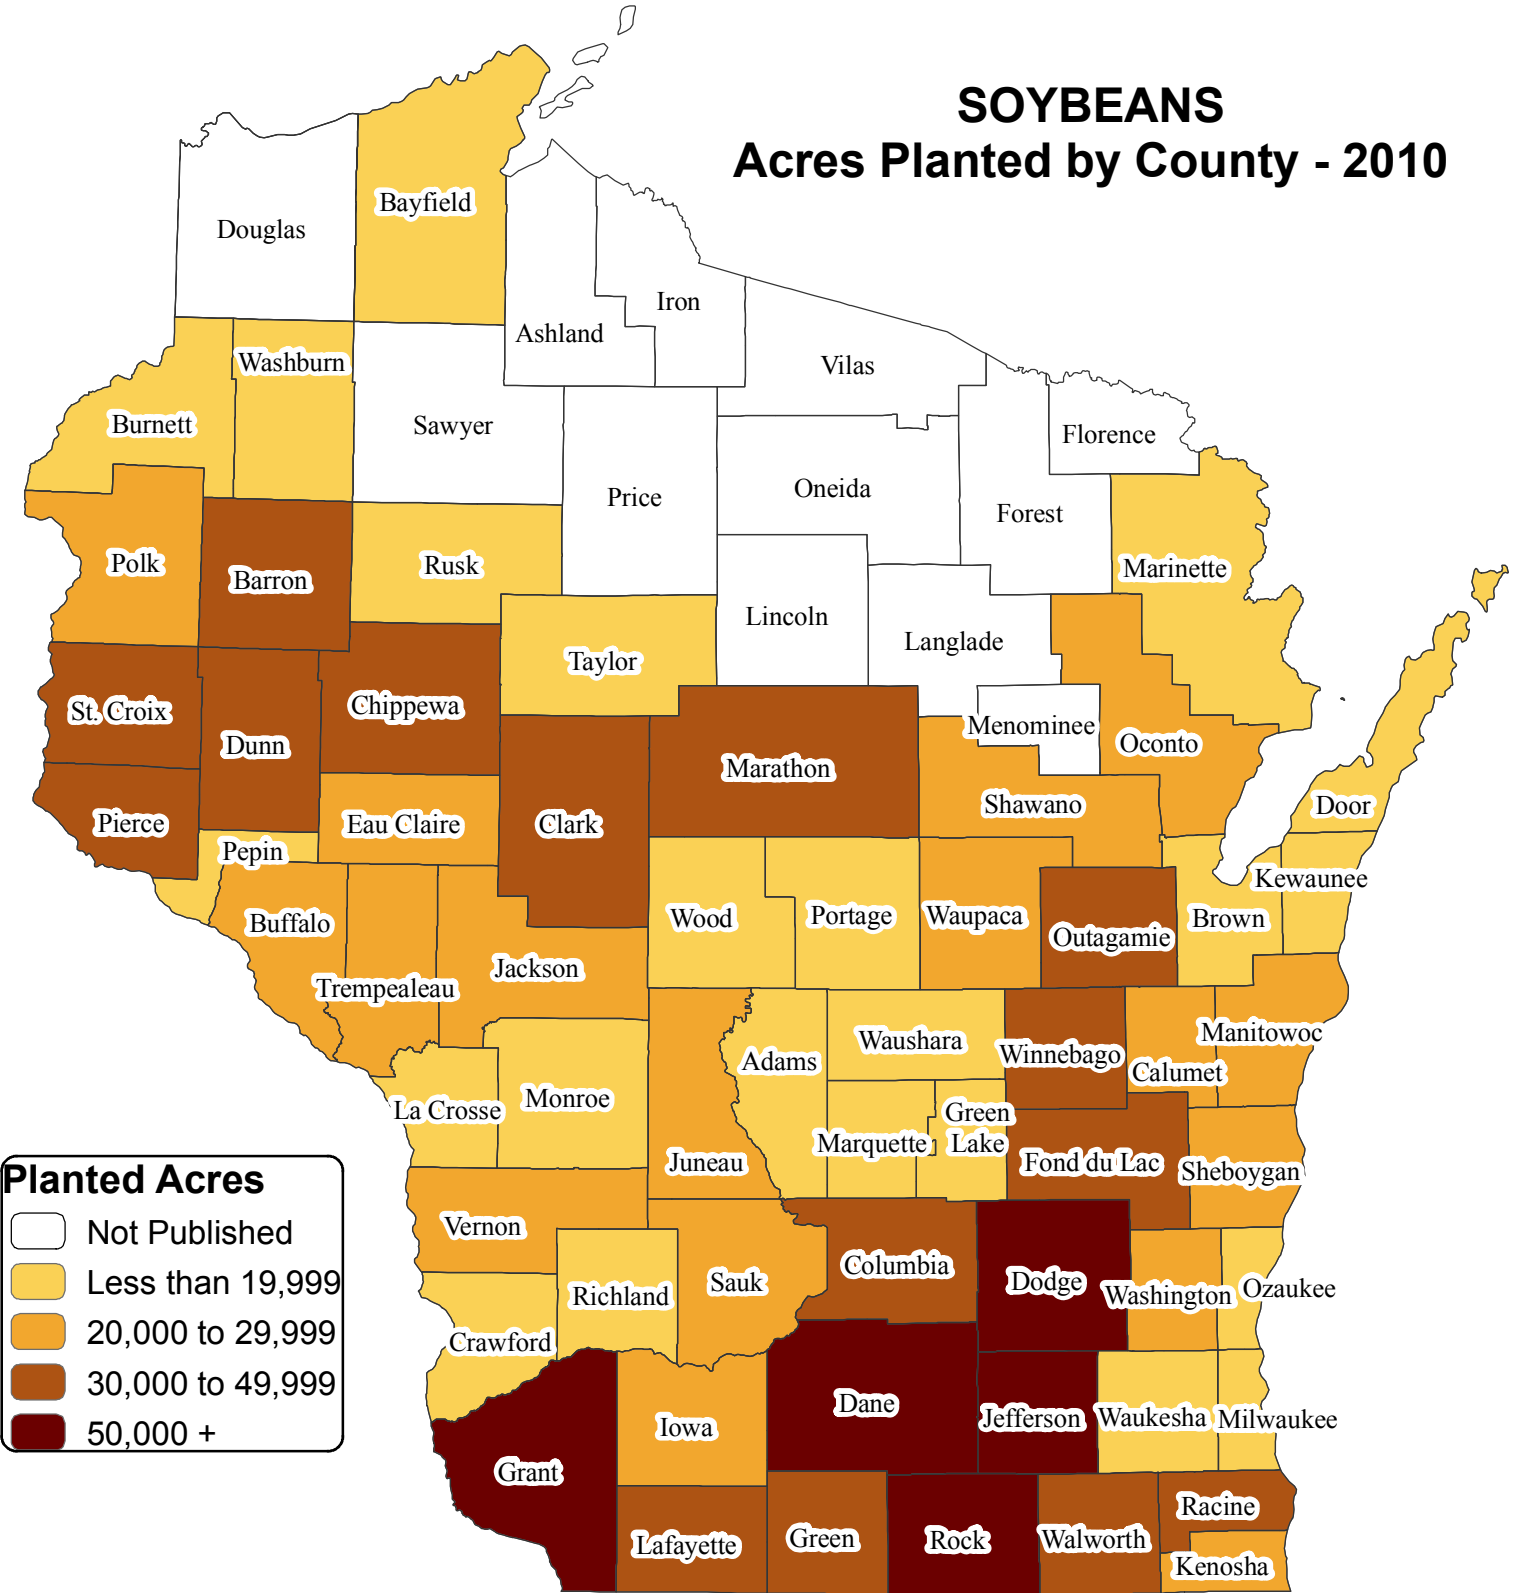 SOYBEANS
Acres Planted by County - 2010
Bayfield
Douglas
Iron
Ashland
Washburn
Vilas
Burnett
Sawyer
Florence
Price
Oneida
Forest
Polk
Barron
Rusk
Marinette
Lincoln
Langlade
Taylor
St. Croix
Chippewa
Menominee
Dunn
Oconto
Marathon
Shawano
Door
Pierce
Eau Claire
Clark
Pepin
Kewaunee
Buffalo
Wood
Portage
Waupaca
Brown
Outagamie
Jackson
Trempealeau
Manitowoc
Waushara
Winnebago
Adams
Calumet
Monroe
La Crosse
Green
Lake
Marquette
Juneau
Fond du Lac
Sheboygan
Vernon
Columbia
Dodge
Sauk
Richland
Washington
Ozaukee
Crawford
Dane
Jefferson
Waukesha
Milwaukee
Iowa
Grant
Racine
Lafayette
Green
Rock
Walworth
Kenosha
Planted Acres
Not Published
Less than 19,999
20,000 to 29,999
30,000 to 49,999
50,000 +